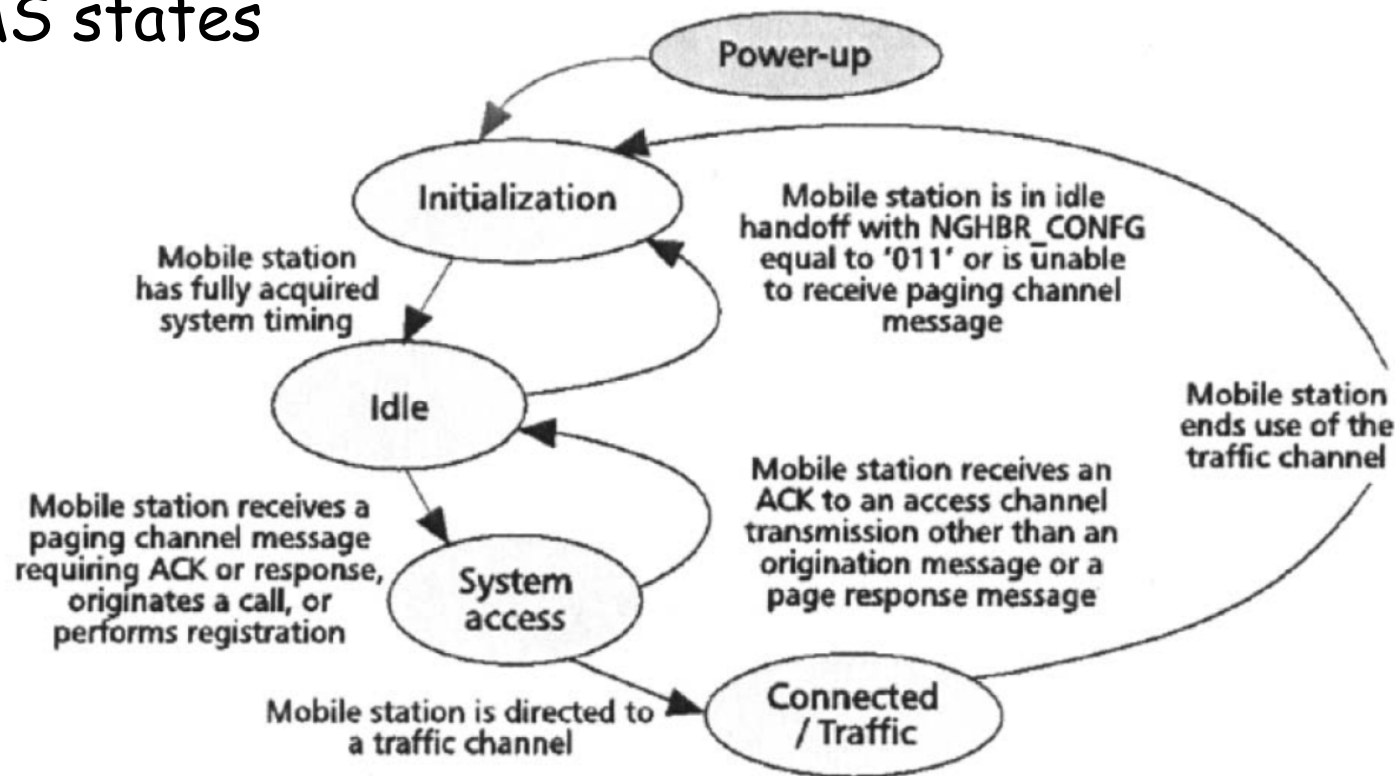 states
Power-up
Initialization
Mobile station is in idle
handoff with NGHBR_CONFG
equal to '011' or is unable
to receive paging channel
message
Mobile station
has fully acquired
system timing
Idle
Mobile station
ends use of the
traffic channel
Mobile station receives an
ACK to an access channel
transmission other than an
origination message or a
page response message
Mobile station receives a
paging channel message
requiring ACK or response,
originates a call, or
performs registration
System
access
Connected
/ Traffic
Mobile station is directed to
a traffic channel